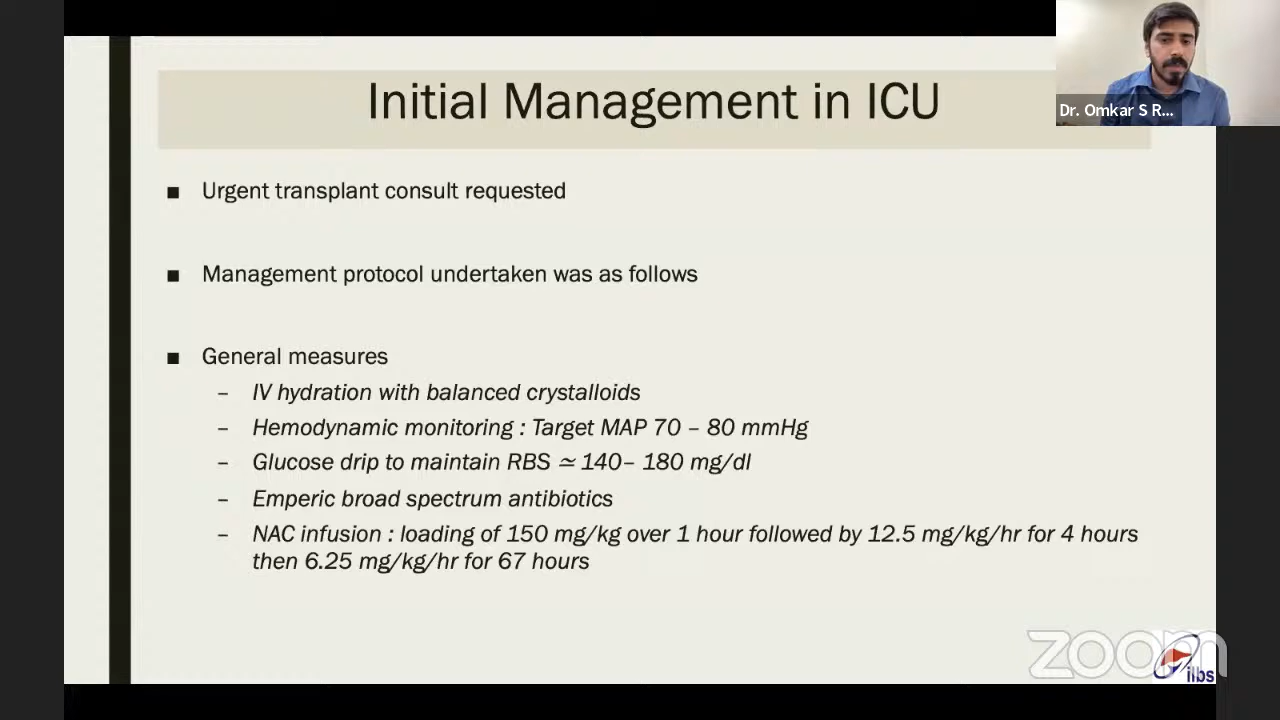 Initial Management in ICU
Dr. Omkar S R...
■ Urgent transplant consult requested
■ Management protocol undertaken was as follows
■ General measures
– IV hydration with balanced crystalloids
– Hemodynamic monitoring : Target MAP 70 – 80 mmHg
– Glucose drip to maintain RBS ≃ 140– 180 mg/dl
– Emperic broad spectrum antibiotics
– NAC infusion : loading of 150 mg/kg over 1 hour followed by 12.5 mg/kg/hr for 4 hours
then 6.25 mg/kg/hr for 67 hours
zoom
ilbs